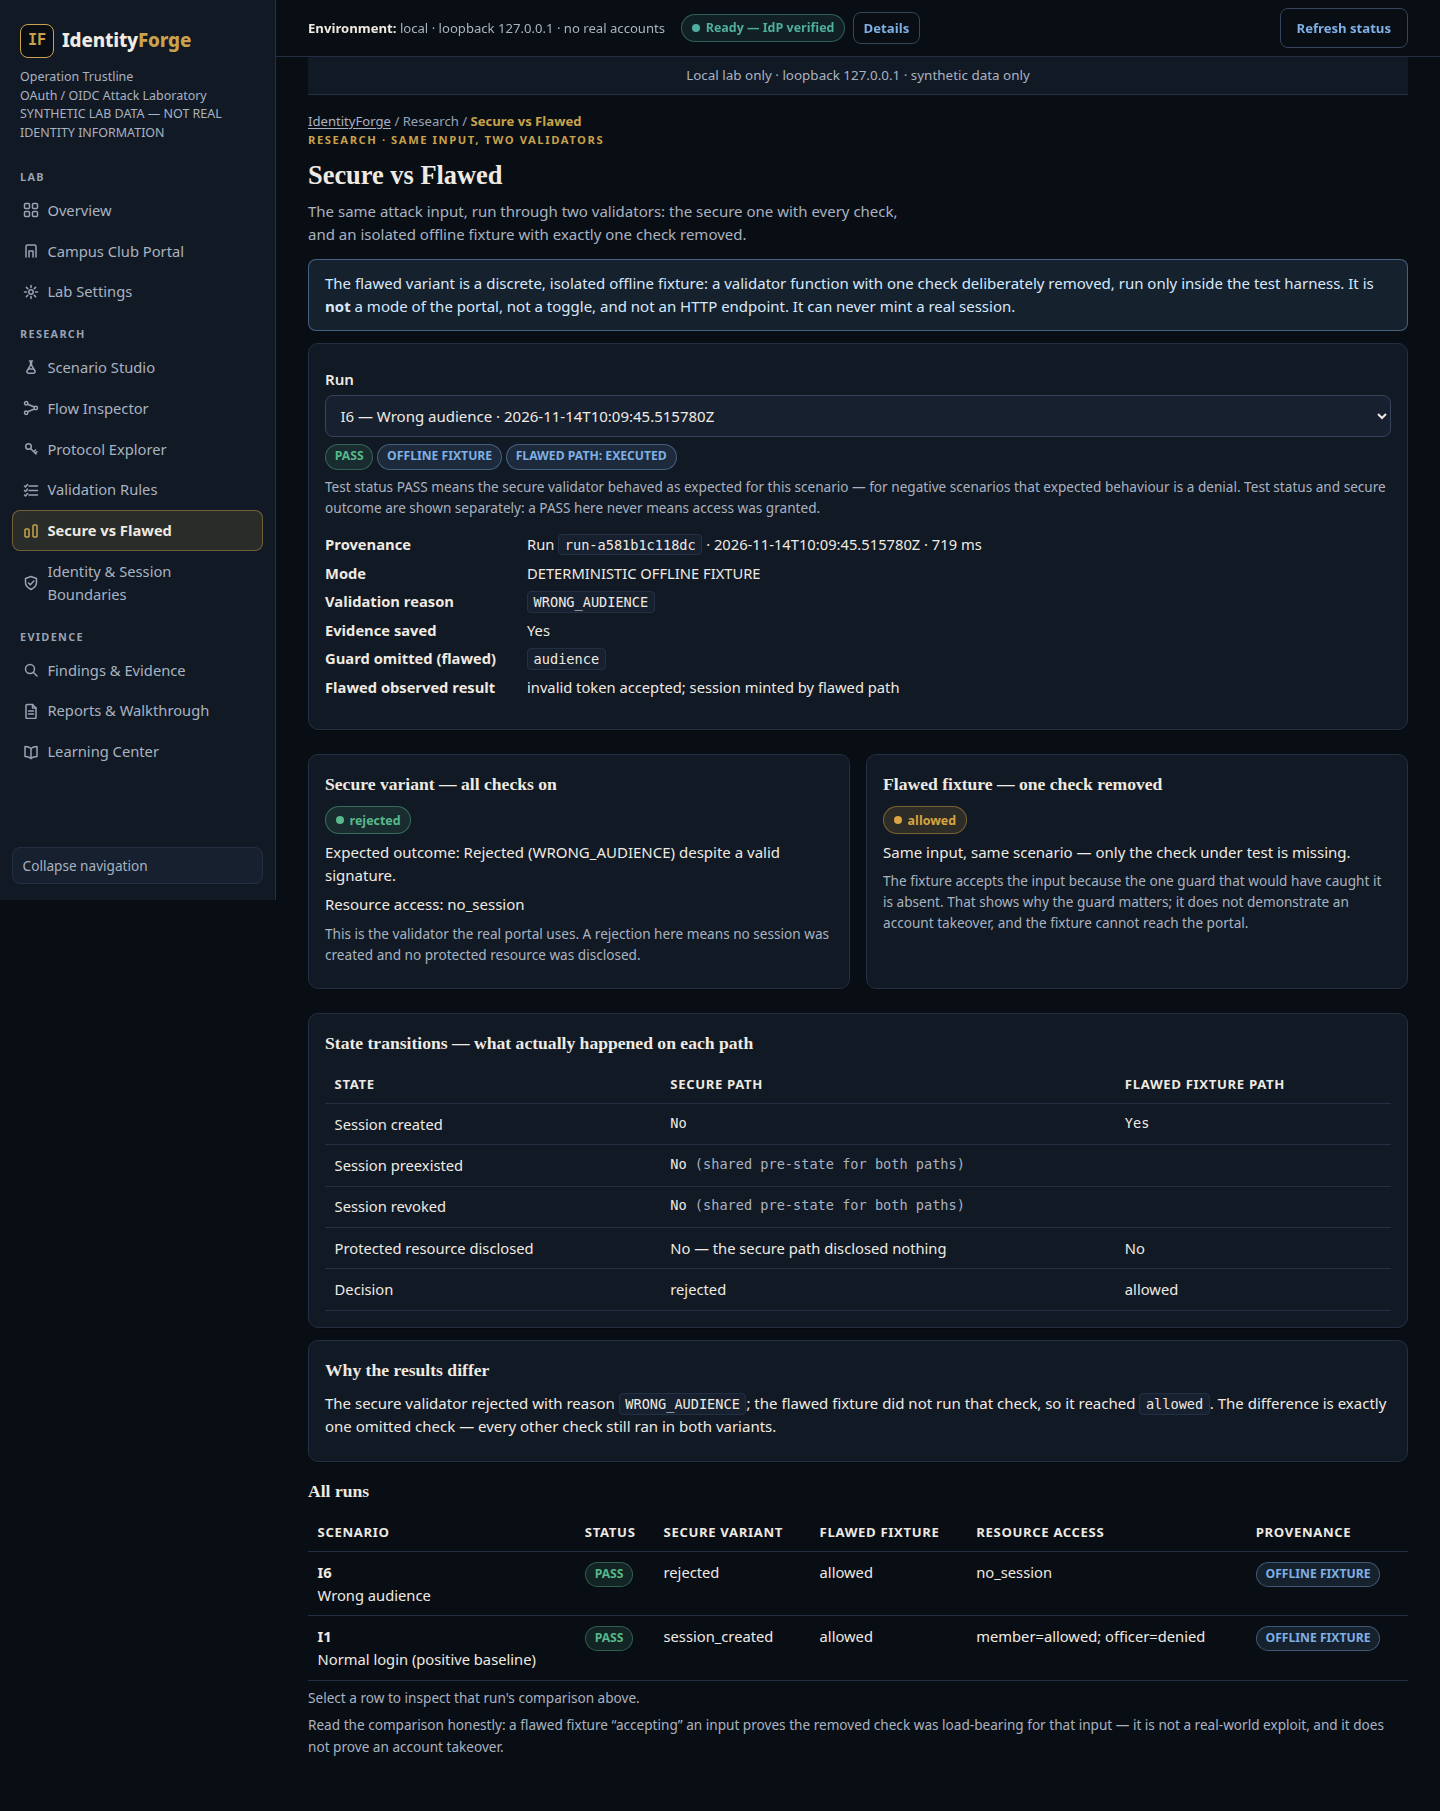 IF IdentityForge
Operation Trustline
OAuth / OIDC Attack Laboratory
SYNTHETIC LAB DATA — NOT REAL
IDENTITY INFORMATION
LAB
Overview
Campus Club Portal
Lab Settings
RESEARCH
Scenario Studio
Flow Inspector
Protocol Explorer
Validation Rules
Secure vs Flawed
Identity & Session
Boundaries
EVIDENCE
Findings & Evidence
Reports & Walkthrough
Learning Center
Collapse navigation
Environment: local · loopback 127.0.0.1 · no real accounts
Ready — IdP verified
Details
Refresh status
Local lab only · loopback 127.0.0.1 · synthetic data only
IdentityForge / Research / Secure vs Flawed
RESEARCH · SAME INPUT, TWO VALIDATORS
Secure vs Flawed
The same attack input, run through two validators: the secure one with every check,
and an isolated offline fixture with exactly one check removed.
The flawed variant is a discrete, isolated offline fixture: a validator function with one check deliberately removed, run only inside the test harness. It is
not a mode of the portal, not a toggle, and not an HTTP endpoint. It can never mint a real session.
Run
I6 — Wrong audience · 2026-11-14T10:09:45.515780Z
PASS OFFLINE FIXTURE FLAWED PATH: EXECUTED
Test status PASS means the secure validator behaved as expected for this scenario — for negative scenarios that expected behaviour is a denial. Test status and secure
outcome are shown separately: a PASS here never means access was granted.
Provenance Run run-a581b1c118dc · 2026-11-14T10:09:45.515780Z · 719 ms
Mode DETERMINISTIC OFFLINE FIXTURE
Validation reason WRONG_AUDIENCE
Evidence saved Yes
Guard omitted (flawed) audience
Flawed observed result invalid token accepted; session minted by flawed path
Secure variant — all checks on
rejected
Expected outcome: Rejected (WRONG_AUDIENCE) despite a valid
signature.
Resource access: no_session
This is the validator the real portal uses. A rejection here means no session was
created and no protected resource was disclosed.
Flawed fixture — one check removed
allowed
Same input, same scenario — only the check under test is missing.
The fixture accepts the input because the one guard that would have caught it
is absent. That shows why the guard matters; it does not demonstrate an
account takeover, and the fixture cannot reach the portal.
State transitions — what actually happened on each path
STATE SECURE PATH FLAWED FIXTURE PATH
Session created No Yes
Session preexisted No (shared pre-state for both paths)
Session revoked No (shared pre-state for both paths)
Protected resource disclosed No — the secure path disclosed nothing No
Decision rejected allowed
Why the results differ
The secure validator rejected with reason WRONG_AUDIENCE; the flawed fixture did not run that check, so it reached allowed. The difference is exactly
one omitted check — every other check still ran in both variants.
All runs
SCENARIO STATUS SECURE VARIANT FLAWED FIXTURE RESOURCE ACCESS PROVENANCE
I6 PASS rejected allowed no_session OFFLINE FIXTURE
Wrong audience
I1 PASS session_created allowed member=allowed; officer=denied OFFLINE FIXTURE
Normal login (positive baseline)
Select a row to inspect that run's comparison above.
Read the comparison honestly: a flawed fixture “accepting” an input proves the removed check was load-bearing for that input — it is not a real-world exploit, and it does
not prove an account takeover.